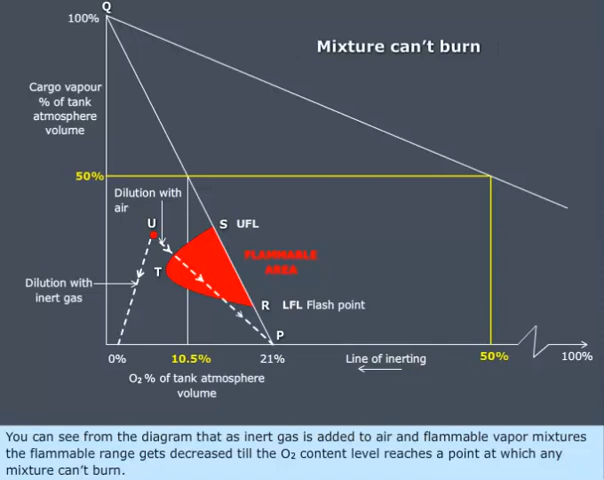 Q
100%
Mixture can't burn
Cargo vapour
% of tank
atmosphere
volume
50%
Dilution with
air
U
S UFL
FLAMMABLE
AREA
T
Dilution with
inert gas
R LFL Flash point
P
0%
10.5%
21%
Line of inerting
50%
100%
O₂ % of tank atmosphere
volume
You can see from the diagram that as inert gas is added to air and flammable vapor mixtures
the flammable range gets decreased till the O₂ content level reaches a point at which any
mixture can't burn.